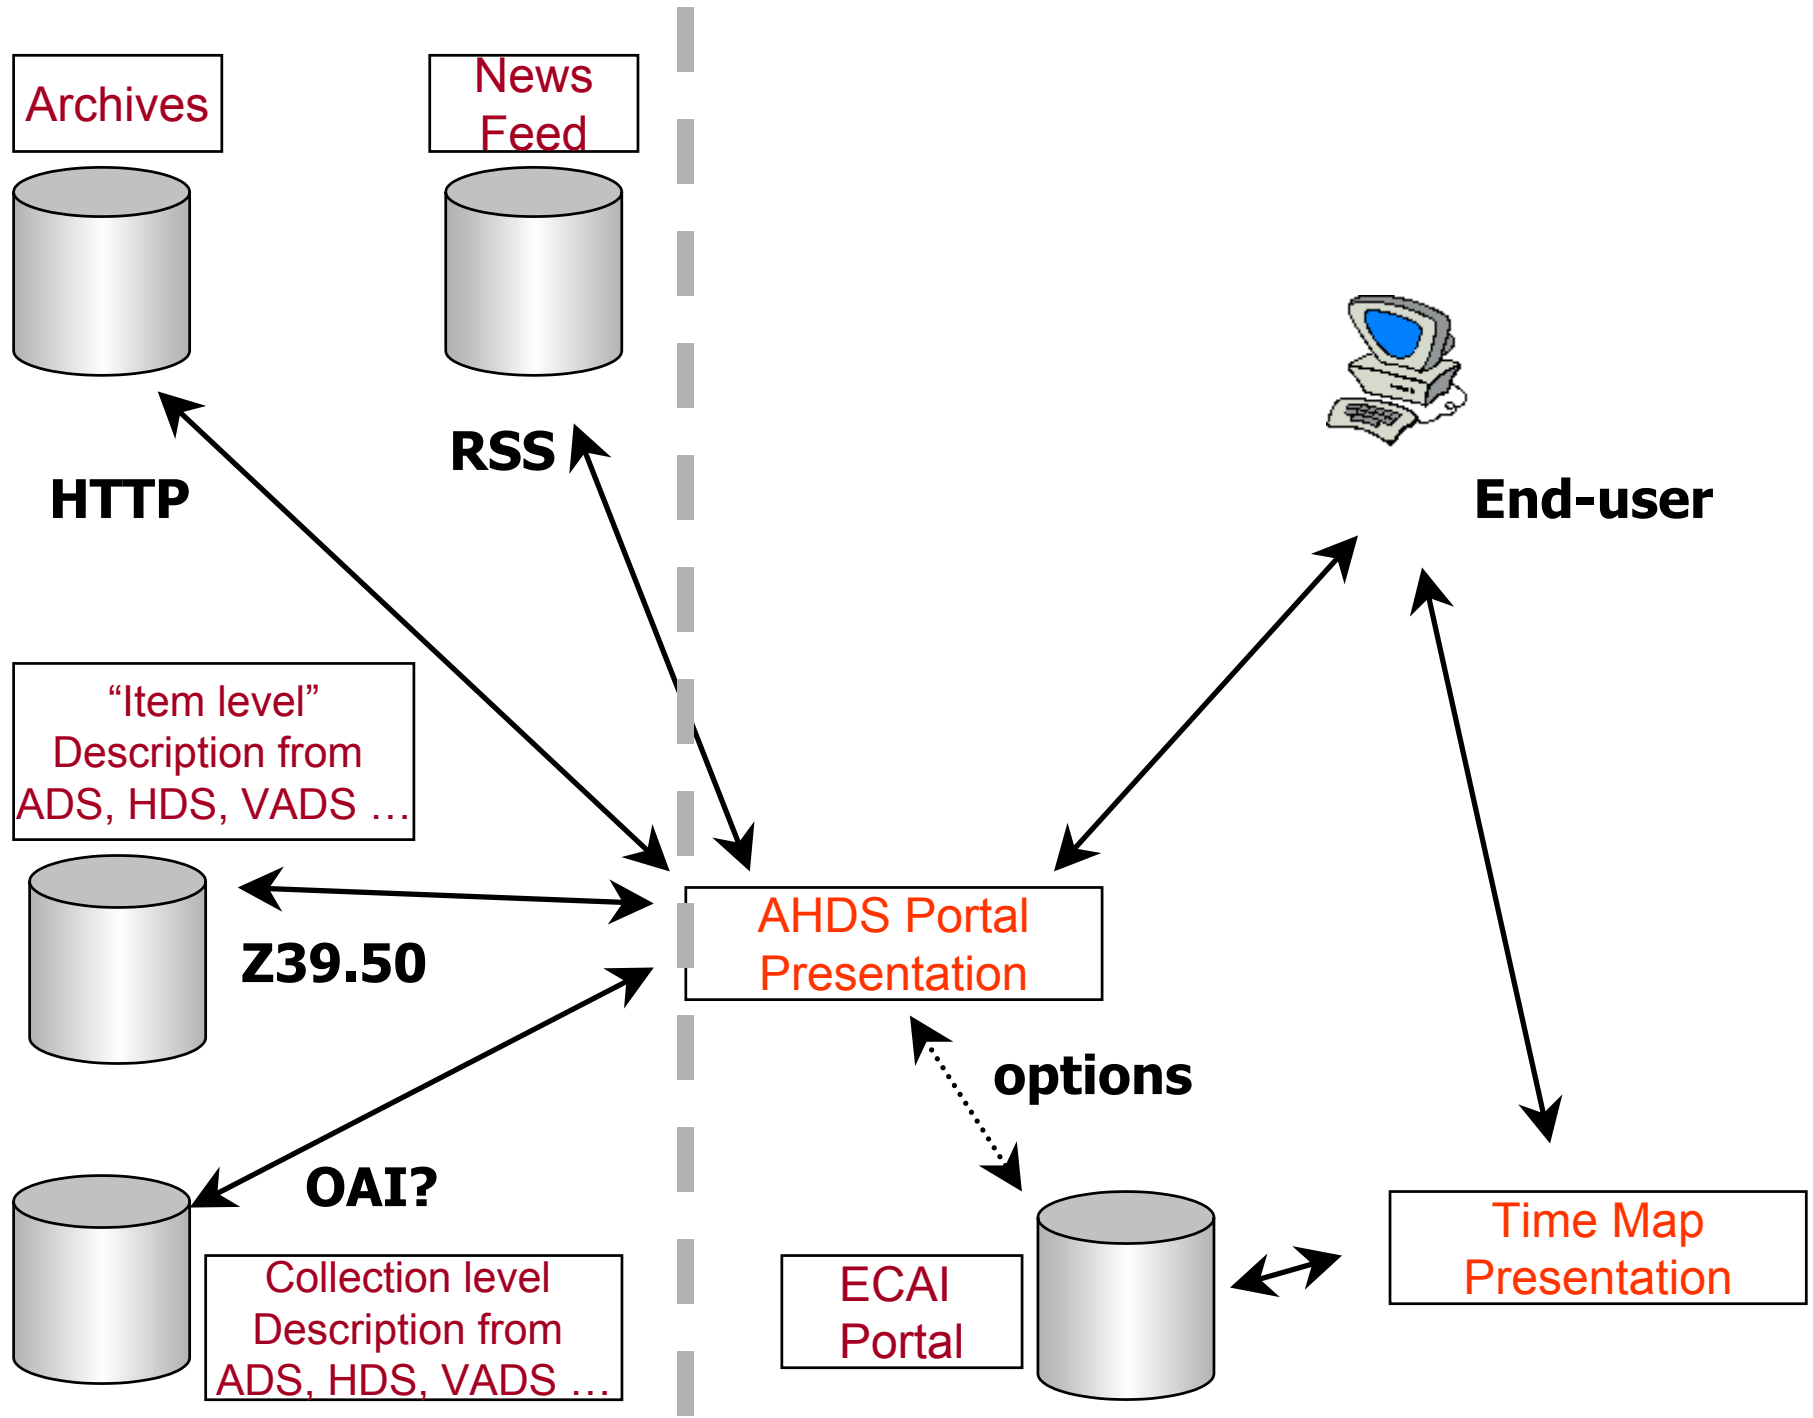 Archives
News
Feed
RSS
HTTP
End-user
“Item level”
Description from
ADS, HDS, VADS …
AHDS Portal
Presentation
Z39.50
options
OAI?
Collection level
Description from
ADS, HDS, VADS …
ECAI
Portal
Time Map
Presentation